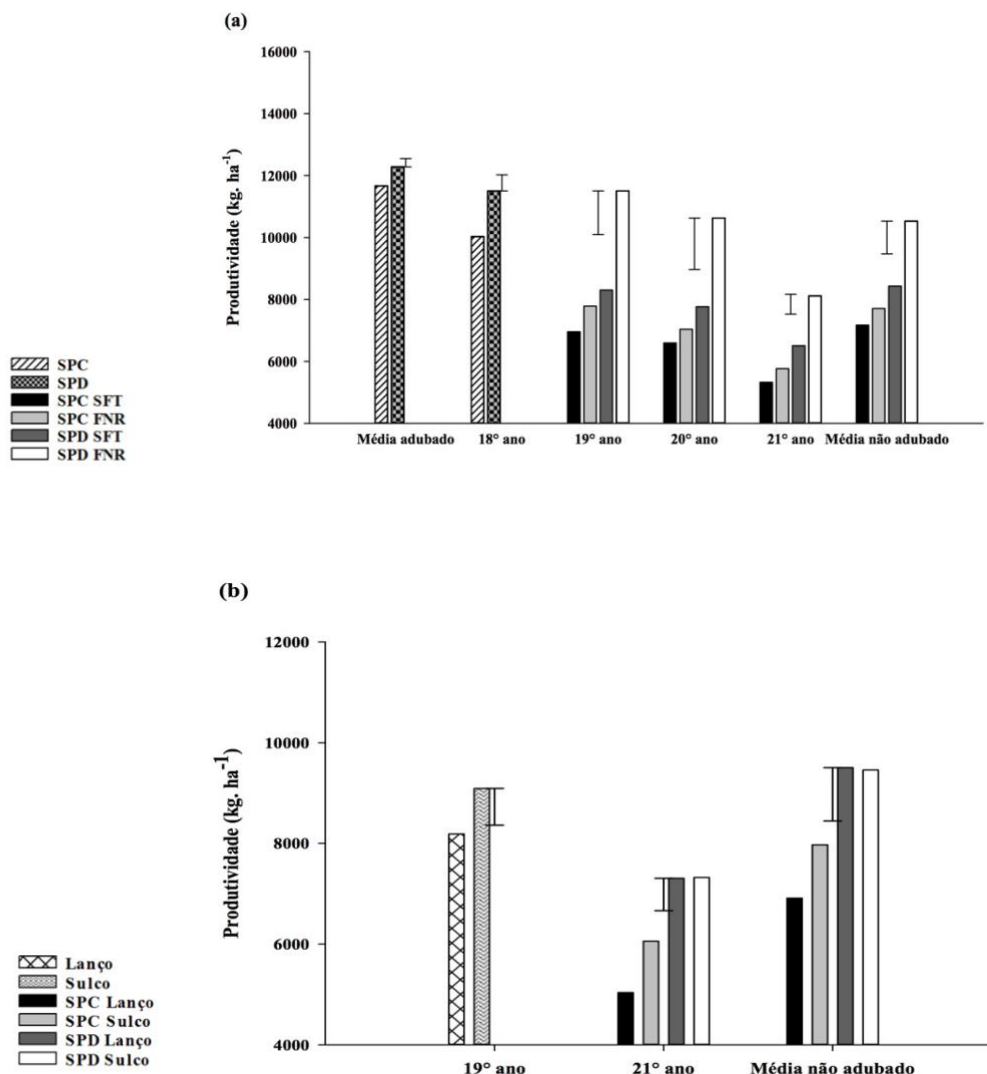 (a)
16000
14000
12000
10000
8000
6000
4000
Produtividade (kg. ha⁻¹)
Média adubado 18° ano 19° ano 20° ano 21° ano Média não adubado
SPC
SPD
SPC SFT
SPC FNR
SPD SFT
SPD FNR
(b)
12000
10000
8000
6000
4000
Produtividade (kg. ha⁻¹)
19° ano 21° ano Média não adubado
Lanço
Sulco
SPC Lanço
SPC Sulco
SPD Lanço
SPD Sulco